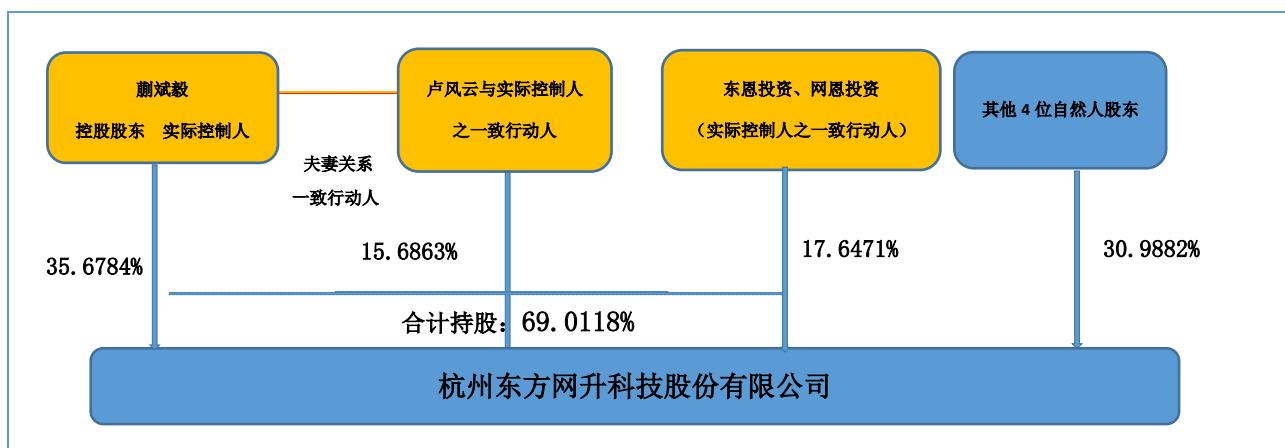 蒯斌毅
控股股东 实际控制人
卢风云与实际控制人
之一致行动人
东恩投资、网恩投资
（实际控制人之一致行动人）
其他 4 位自然人股东
夫妻关系
一致行动人
35.6784%
15.6863%
17.6471%
30.9882%
合计持股：69.0118%
杭州东方网升科技股份有限公司